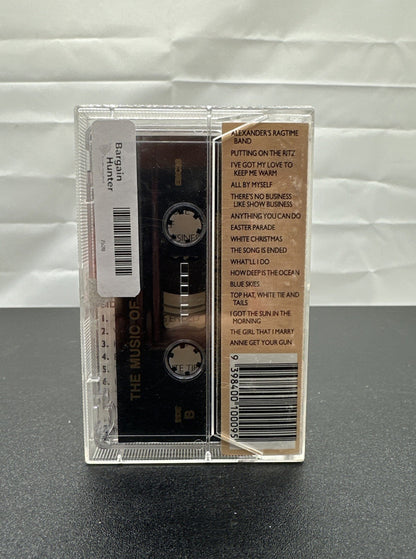 Bargain
Hunter
THE MUSIC OF
B
ALEXANDER'S RAGTIME
BAND
PUTTING ON THE RITZ
I'VE GOT MY LOVE TO
KEEP ME WARM
ALL BY MYSELF
THERE'S NO BUSINESS
LIKE SHOW BUSINESS
ANYTHING YOU CAN DO
EASTER PARADE
WHITE CHRISTMAS
THE SONG IS ENDED
WHAT'LL I DO
HOW DEEP IS THE OCEAN
BLUE SKIES
TOP HAT, WHITE TIE AND
TAILS
I GOT THE SUN IN THE
MORNING
THE GIRL THAT I MARRY
ANNIE GET YOUR GUN
9 398400 100095